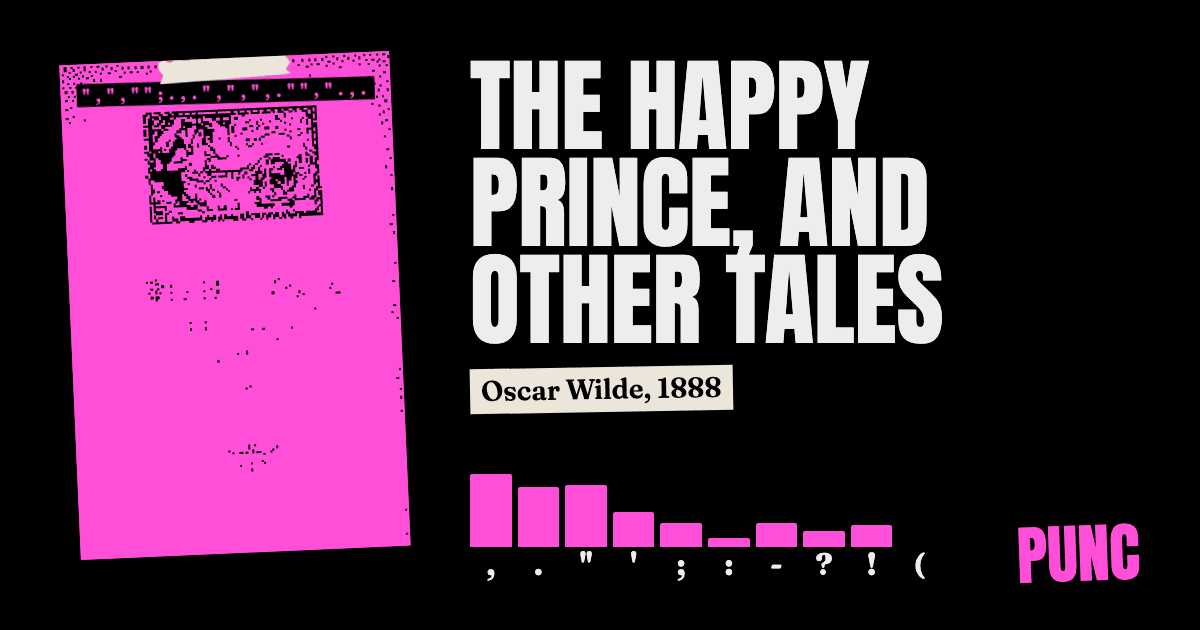 ",","";.,.",",",."",".,.
THE HAPPY
PRINCE, AND
OTHER TALES
Oscar Wilde, 1888
, . " ' ; : - ? ! (
PUNC